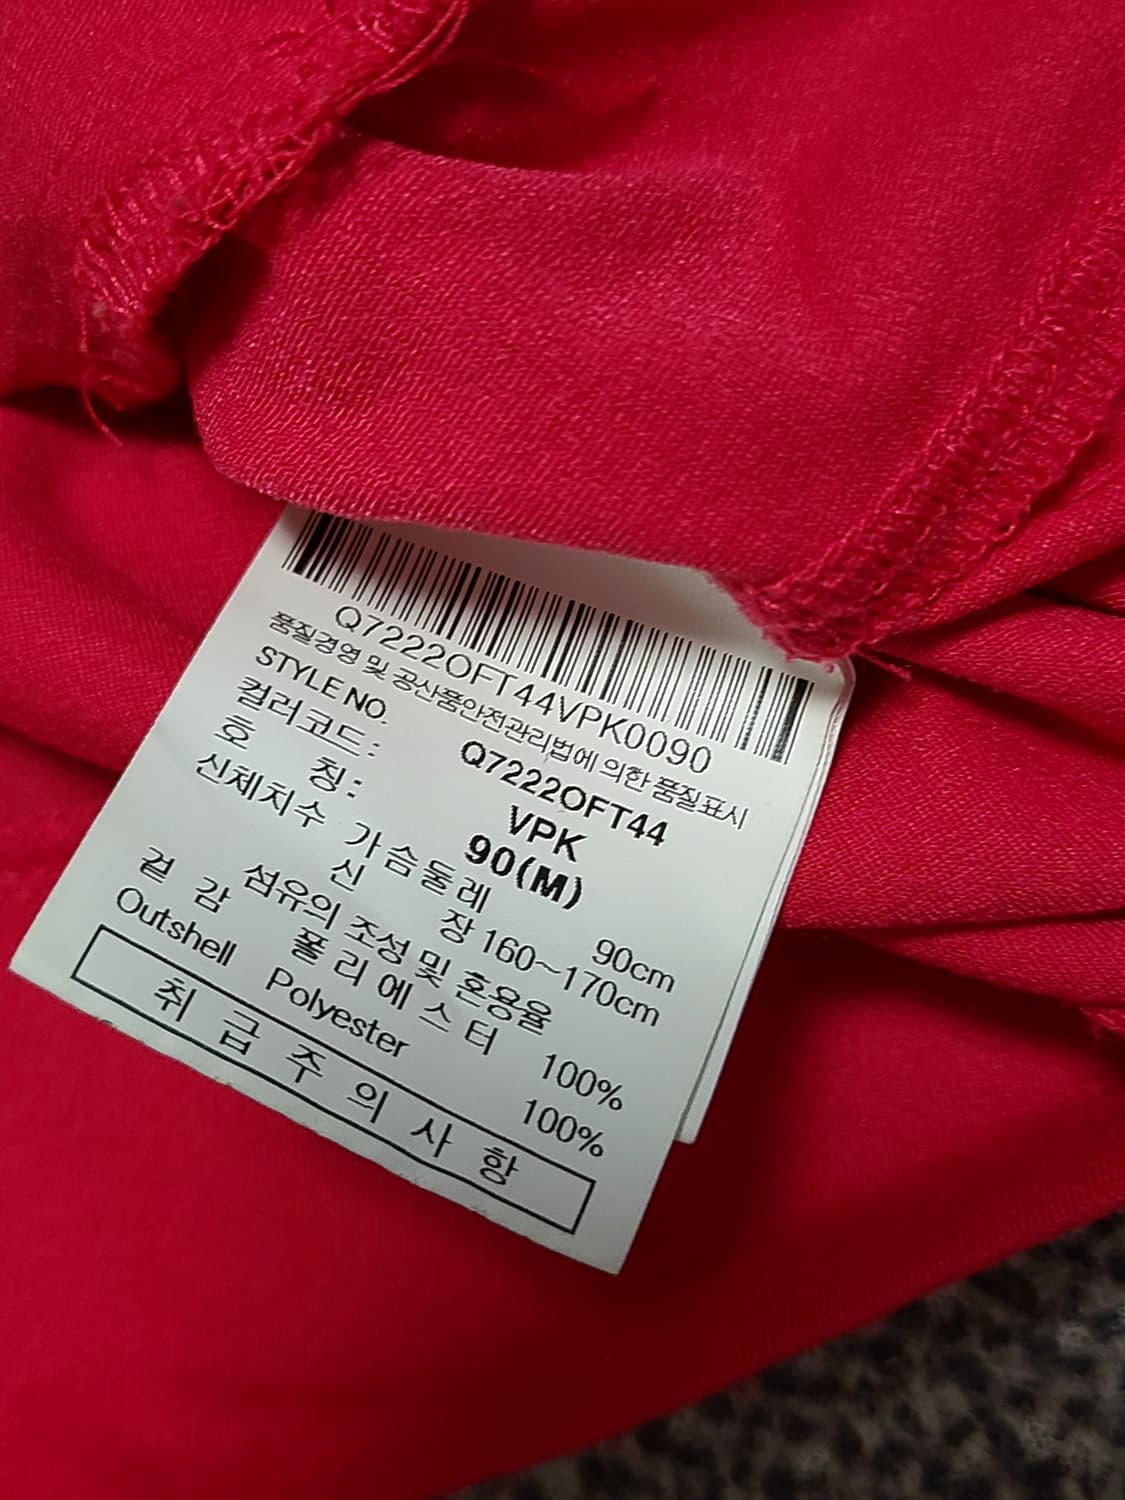 Q7222OFT44VPK0090
품질경영 및 공산품안전관리법에 의한 품질표시
STYLE NO. Q7222OFT44
컬러코드: VPK
호 칭: 90(M)
신체치수 가슴둘레 90cm
신 장 160~170cm
섬유의 조성 및 혼용율
겉 감 폴리에스터 100%
Outshell Polyester 100%
취급주의사항